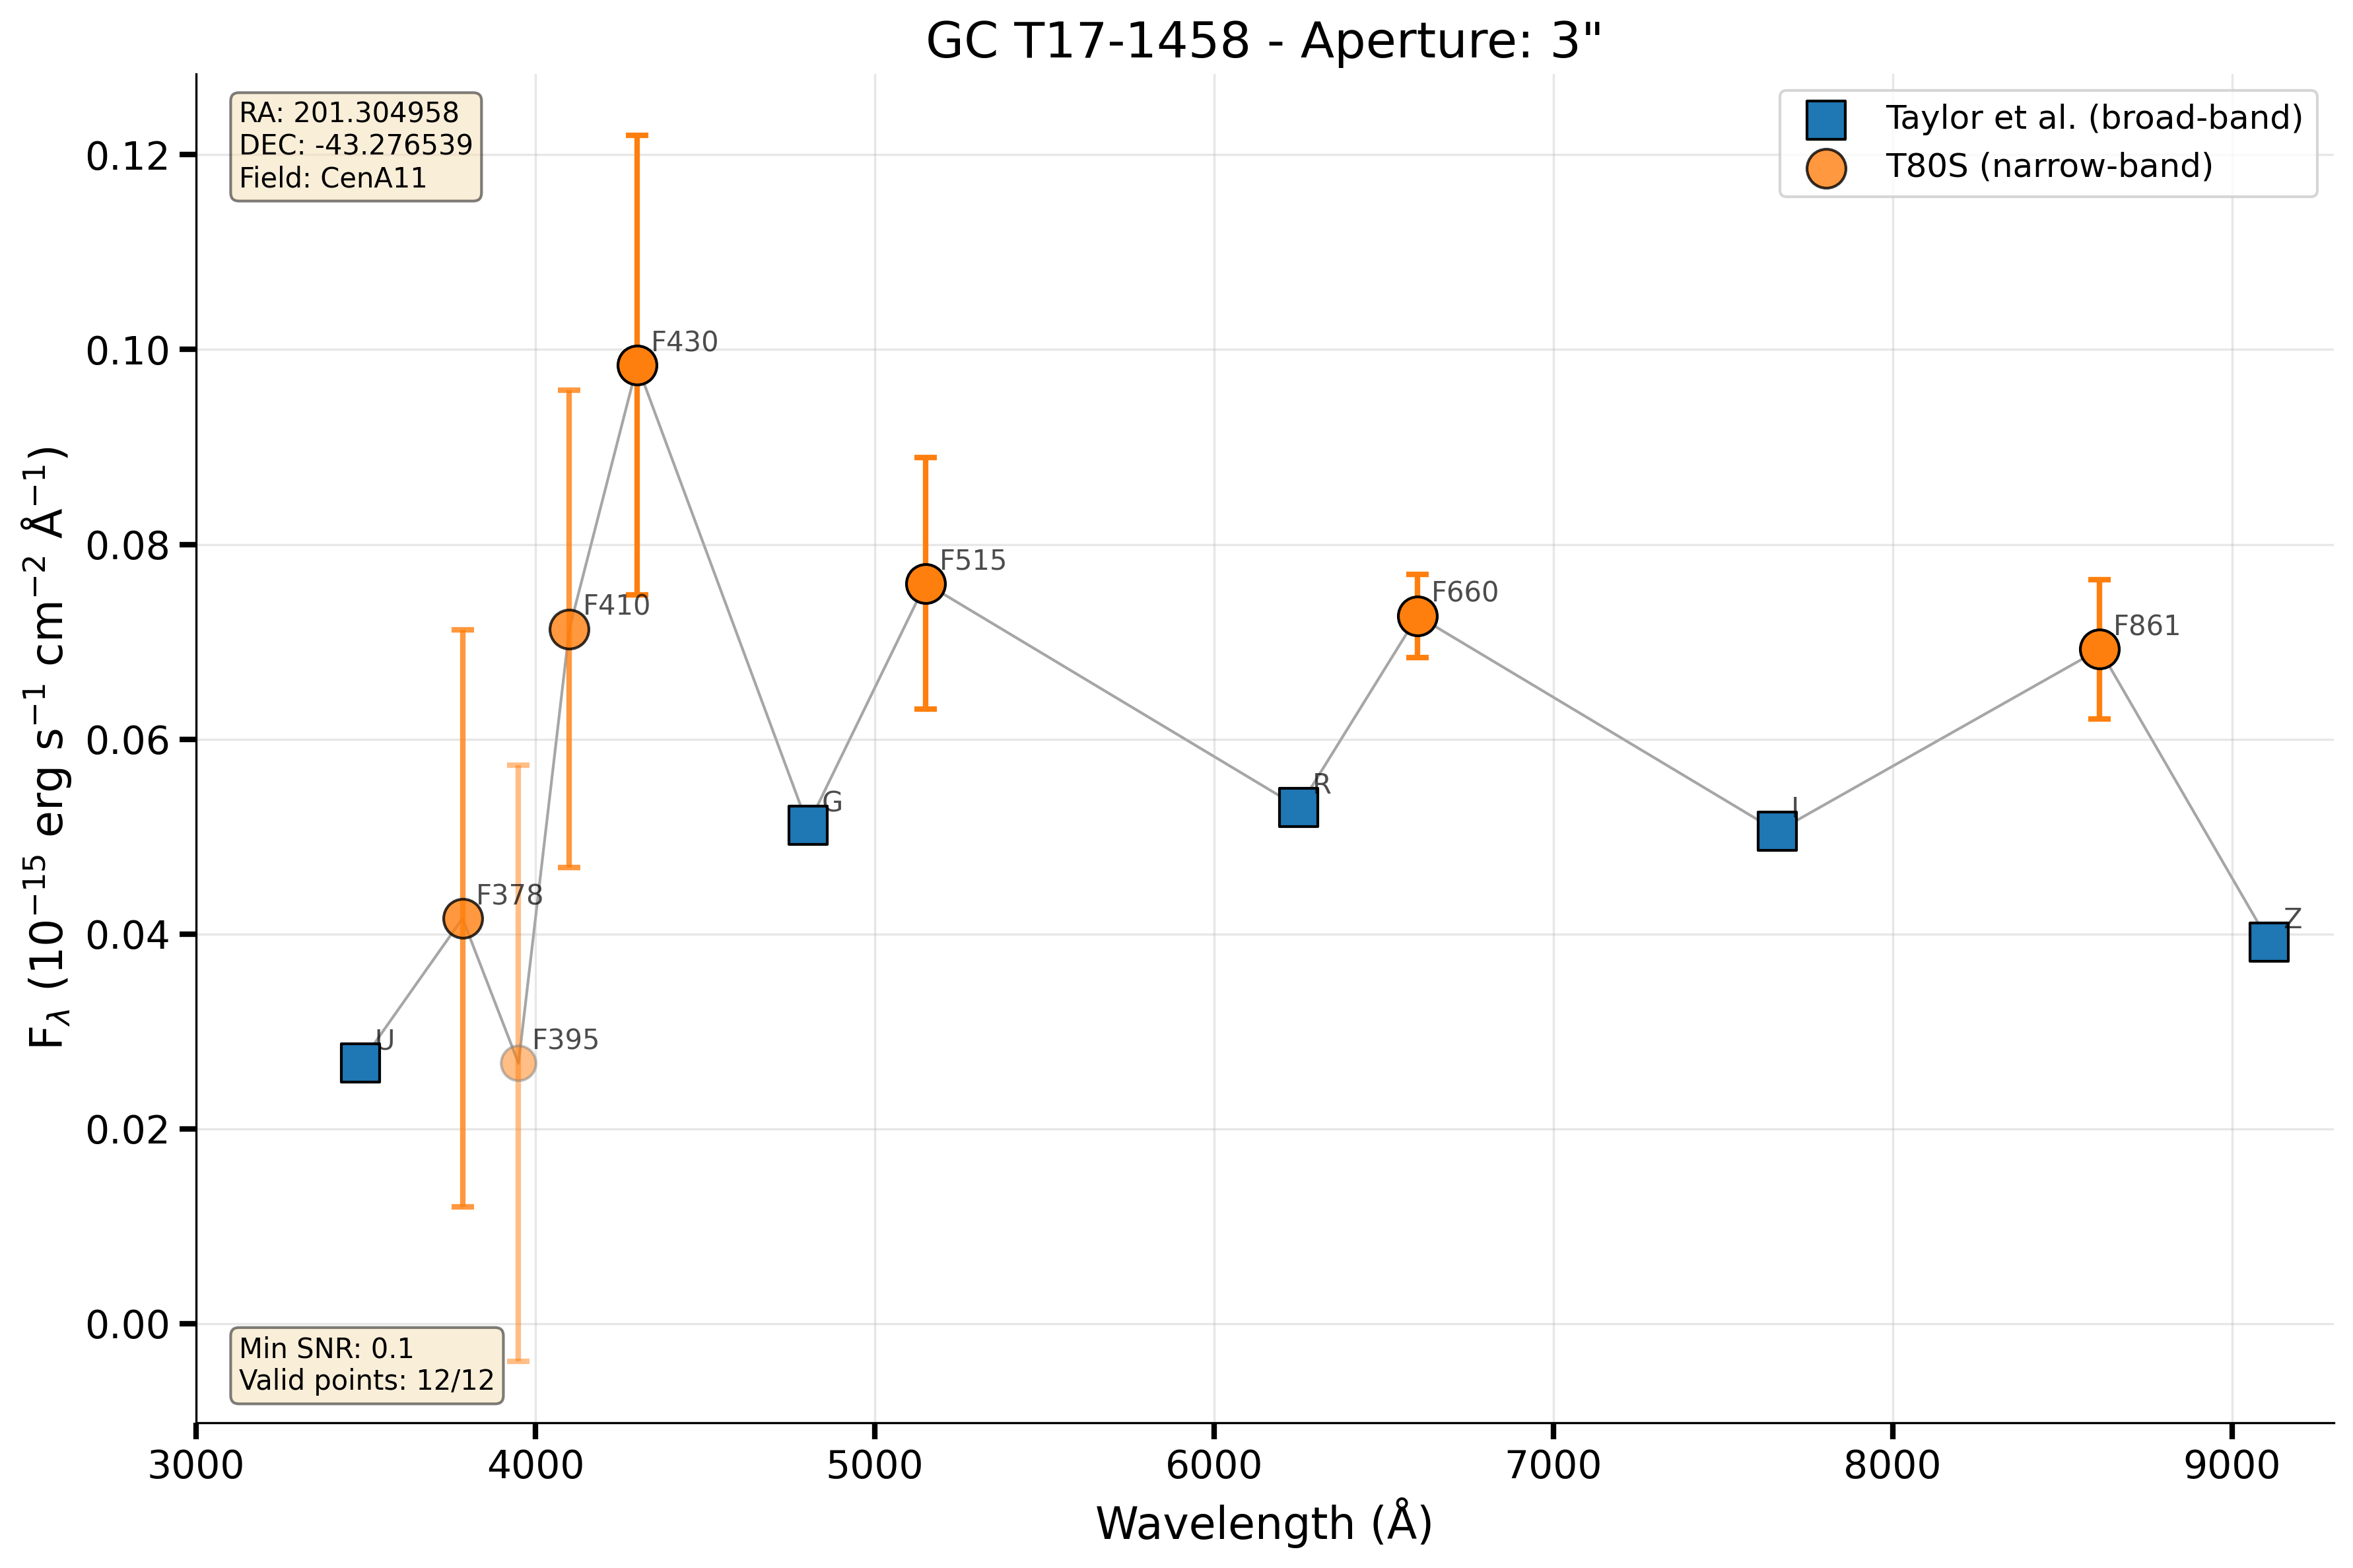 GC T17-1458 - Aperture: 3"
RA: 201.304958
DEC: -43.276539
Field: CenA11
Taylor et al. (broad-band)
T80S (narrow-band)
0.12
0.10
0.08
0.06
0.04
0.02
0.00
F_λ (10⁻¹⁵ erg s⁻¹ cm⁻² Å⁻¹)
F430
F410
F515
F660
F861
G
R
I
F378
Z
U
F395
Min SNR: 0.1
Valid points: 12/12
3000 4000 5000 6000 7000 8000 9000
Wavelength (Å)